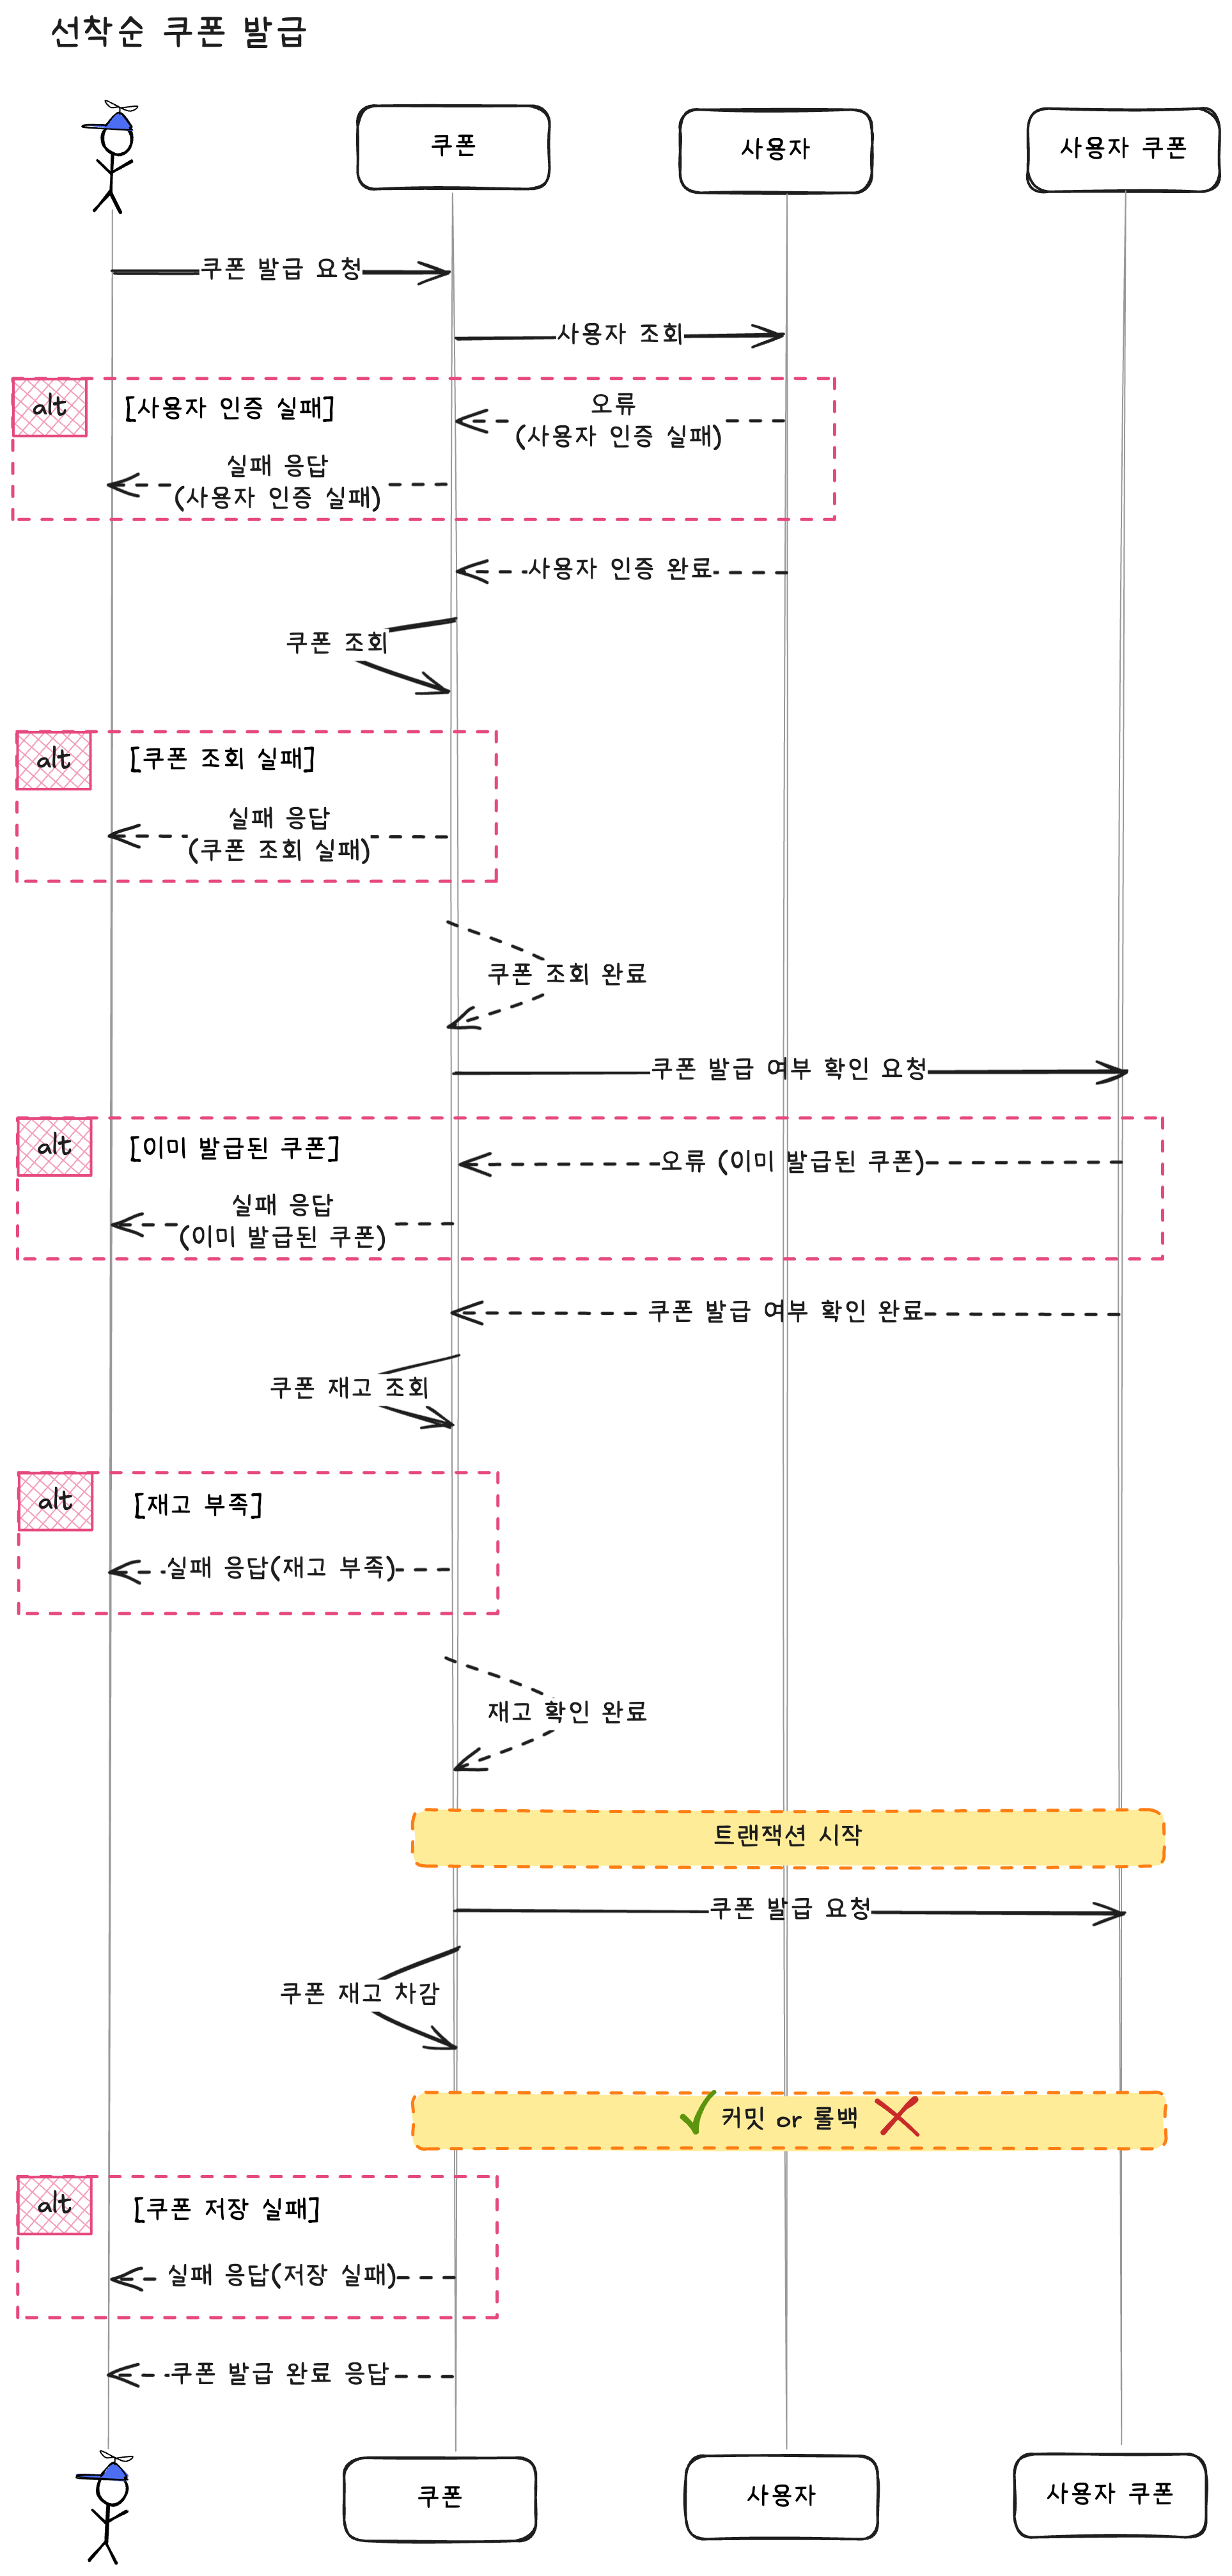 선착순 쿠폰 발급
쿠폰
사용자
사용자 쿠폰
쿠폰 발급 요청
사용자 조회
alt
[사용자 인증 실패]
오류
(사용자 인증 실패)
실패 응답
(사용자 인증 실패)
사용자 인증 완료
쿠폰 조회
alt
[쿠폰 조회 실패]
실패 응답
(쿠폰 조회 실패)
쿠폰 조회 완료
쿠폰 발급 여부 확인 요청
alt
[이미 발급된 쿠폰]
오류 (이미 발급된 쿠폰)
실패 응답
(이미 발급된 쿠폰)
쿠폰 발급 여부 확인 완료
쿠폰 재고 조회
alt
[재고 부족]
실패 응답(재고 부족)
재고 확인 완료
트랜잭션 시작
쿠폰 발급 요청
쿠폰 재고 차감
커밋 or 롤백
alt
[쿠폰 저장 실패]
실패 응답(저장 실패)
쿠폰 발급 완료 응답
쿠폰
사용자
사용자 쿠폰